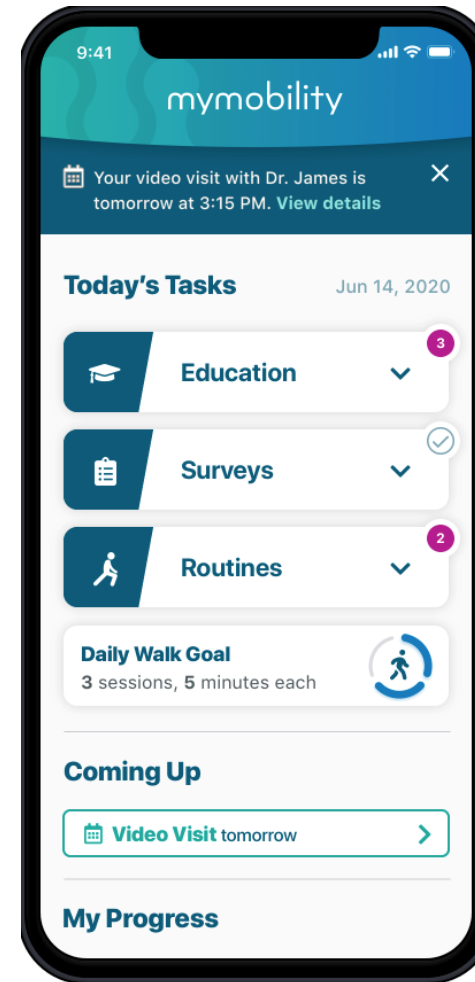 9:41
mymobility
Your video visit with Dr. James is
tomorrow at 3:15 PM. View details
Today's Tasks
Jun 14, 2020
3
Education
Surveys
2
Routines
Daily Walk Goal
3 sessions, 5 minutes each
Coming Up
Video Visit tomorrow
My Progress